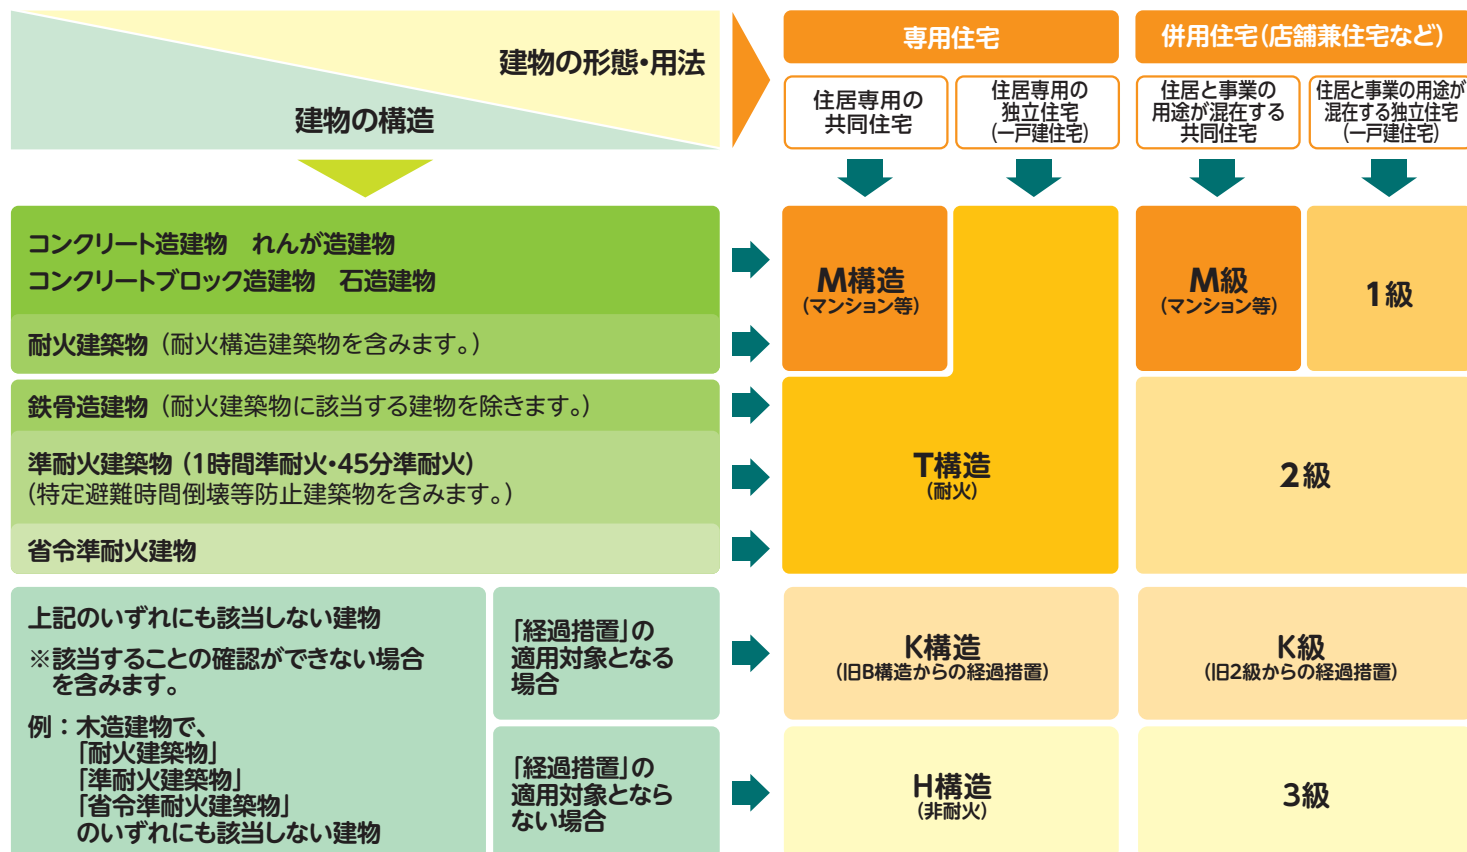 建物の形態・用法
建物の構造
専用住宅
併用住宅(店舗兼住宅など)
住居専用の
共同住宅
住居専用の
独立住宅
(一戸建住宅)
住居と事業の
用途が混在する
共同住宅
住居と事業の用途が
混在する独立住宅
(一戸建住宅)
コンクリート造建物　れんが造建物
コンクリートブロック造建物　石造建物
耐火建築物(耐火構造建築物を含みます。)
鉄骨造建物(耐火建築物に該当する建物を除きます。)
準耐火建築物(1時間準耐火・45分準耐火)
(特定避難時間倒壊等防止建築物を含みます。)
省令準耐火建物
M構造
(マンション等)
T構造
(耐火)
M級
(マンション等)
1級
2級
上記のいずれにも該当しない建物
※該当することの確認ができない場合
を含みます。
例：木造建物で、
「耐火建築物」
「準耐火建築物」
「省令準耐火建築物」
のいずれにも該当しない建物
「経過措置」の
適用対象となる
場合
K構造
(旧B構造からの経過措置)
K級
(旧2級からの経過措置)
「経過措置」の
適用対象となら
ない場合
H構造
(非耐火)
3級